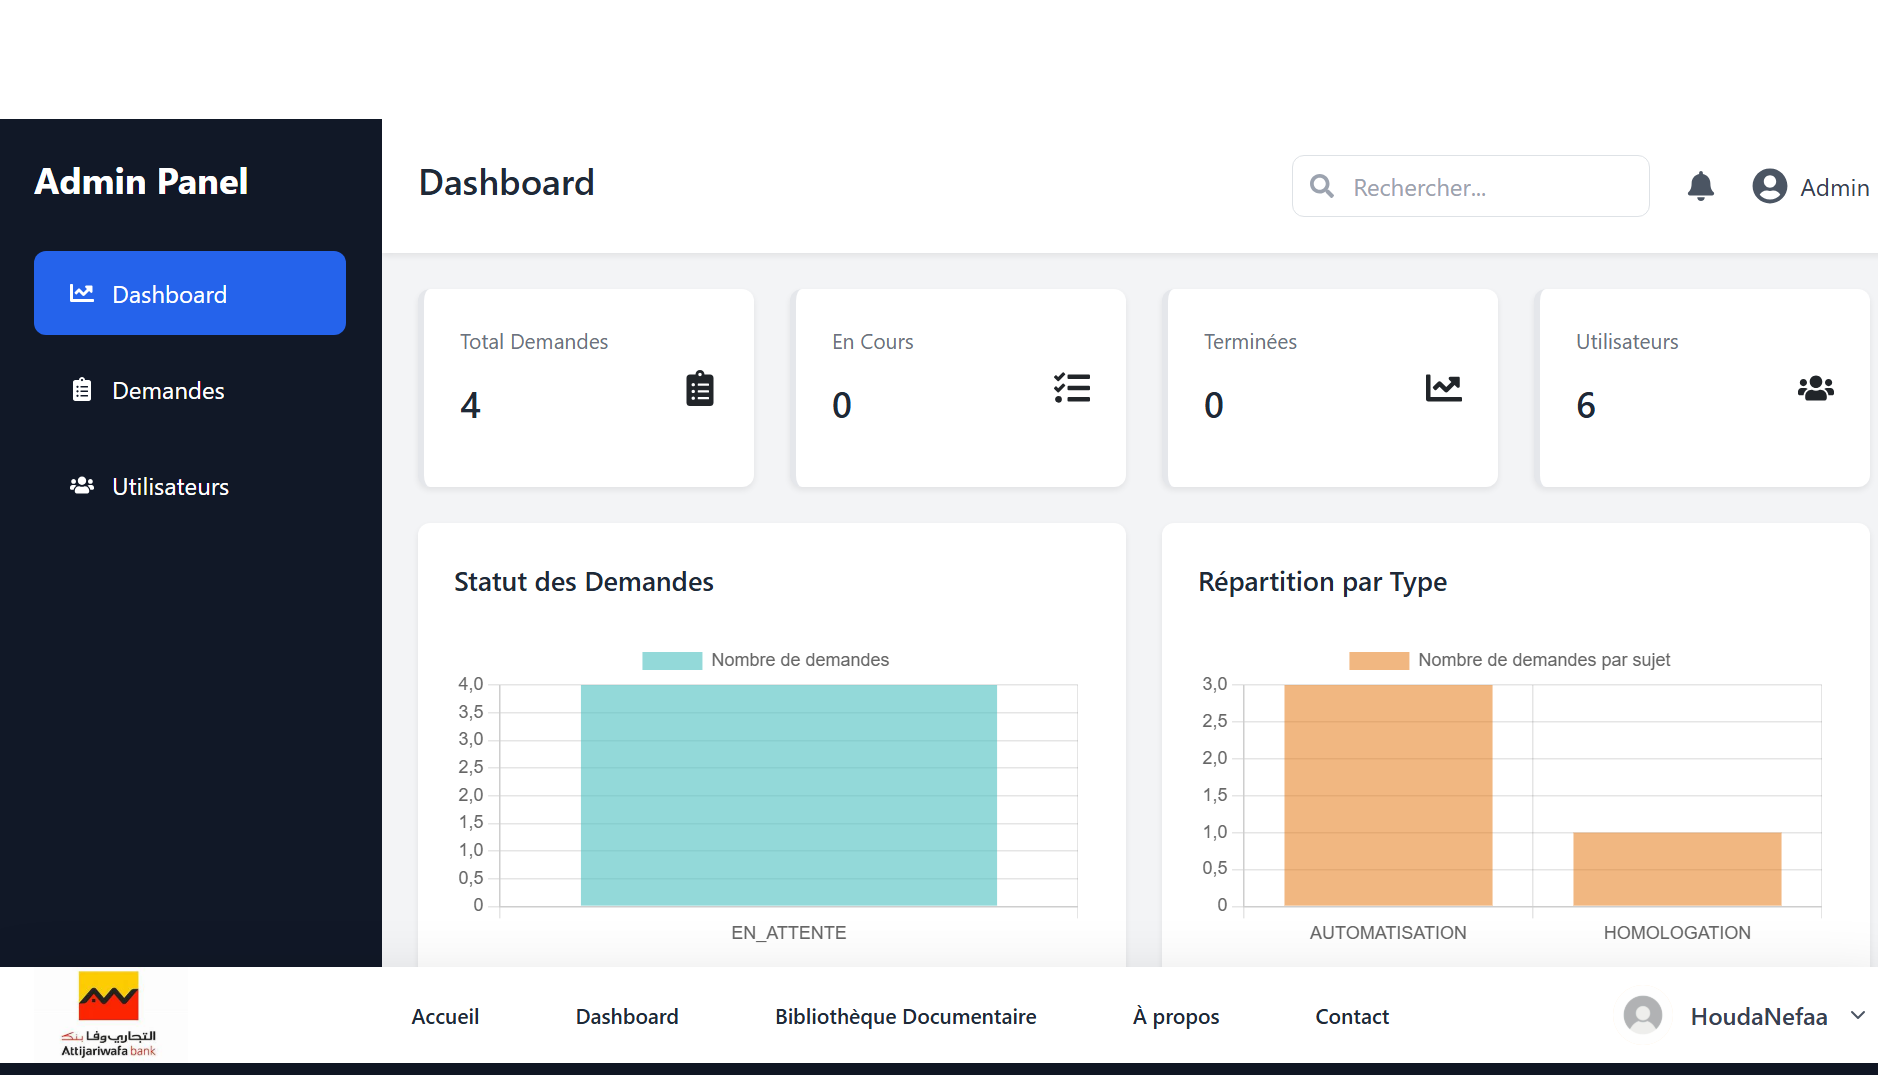 Admin Panel
Dashboard
Demandes
Utilisateurs
Dashboard
Rechercher...
Admin
Total Demandes
4
En Cours
0
Terminées
0
Utilisateurs
6
Statut des Demandes
Nombre de demandes
4,0
3,5
3,0
2,5
2,0
1,5
1,0
0,5
0
EN_ATTENTE
Répartition par Type
Nombre de demandes par sujet
3,0
2,5
2,0
1,5
1,0
0,5
0
AUTOMATISATION
HOMOLOGATION
التجاري وفا بنك
Attijariwafa bank
Accueil
Dashboard
Bibliothèque Documentaire
À propos
Contact
HoudaNefaa